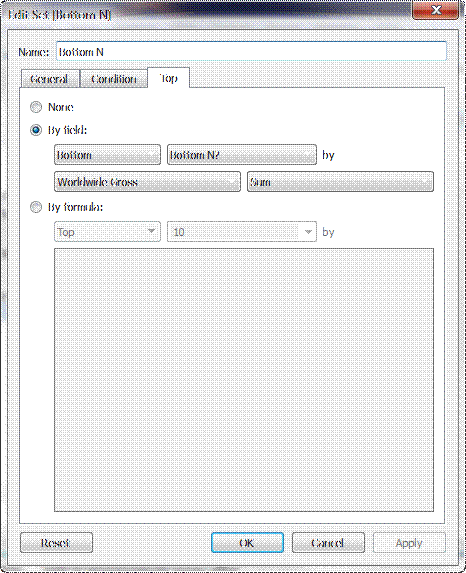 Edit Set [Bottom N]
Name: Bottom N
General Condition Top
None
By field:
Bottom Bottom N? by
Worldwide Gross Sum
By formula:
Top 10 by
Reset OK Cancel Apply